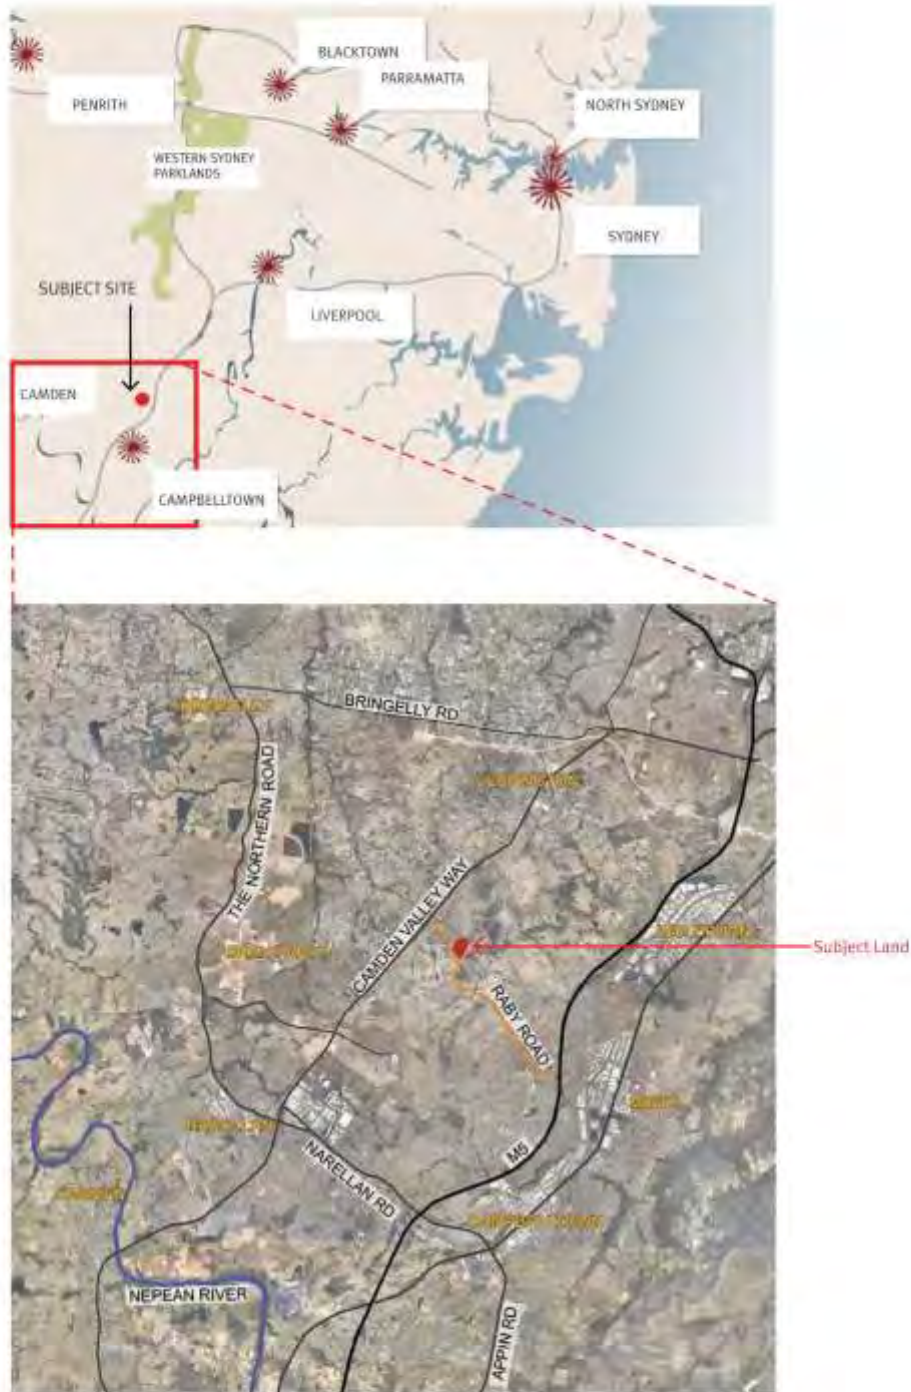 BLACKTOWN
PARRAMATTA
PENRITH
NORTH SYDNEY
WESTERN SYDNEY
PARKLANDS
SYDNEY
SUBJECT SITE
LIVERPOOL
CAMDEN
CAMPBELLTOWN
BRINGELLY RD
THE NORTHERN ROAD
CAMDEN VALLEY WAY
Subject Land
RABY ROAD
M5
NARELLAN RD
NEPEAN RIVER
APPIN RD